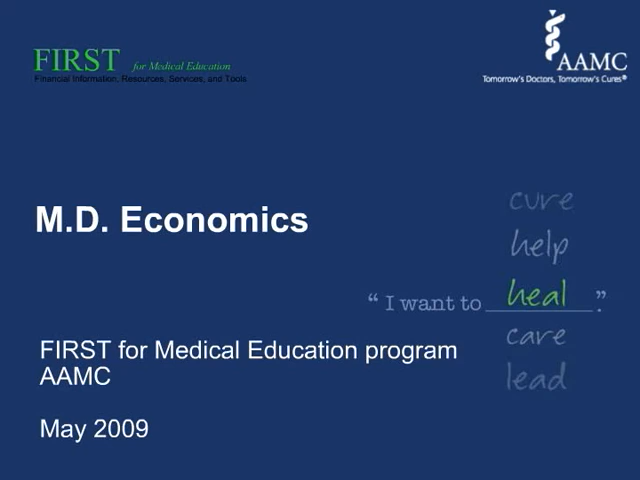 FIRST for Medical Education
Financial Information, Resources, Services, and Tools
AAMC
Tomorrow's Doctors, Tomorrow's Cures®
M.D. Economics
cure
help
“ I want to heal ”.
care
lead
FIRST for Medical Education program
AAMC
May 2009